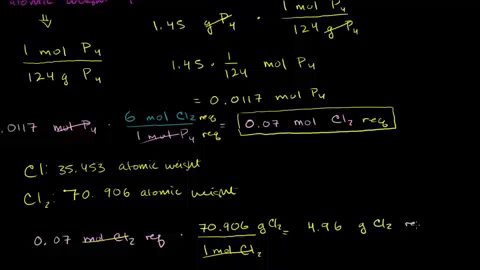 atomic weight
1.45 g P4 · 1 mol P4 / 124 g P4
⇓
1 mol P4 / 124 g P4
1.45 · 1/124 mol P4
= 0.0117 mol P4
.0117 mol P4 · 6 mol Cl2 req / 1 mol P4 req = 0.07 mol Cl2 req
Cl: 35.453 atomic weight
Cl2: 70.906 atomic weight
0.07 mol Cl2 req · 70.906 g Cl2 / 1 mol Cl2 = 4.96 g Cl2 re